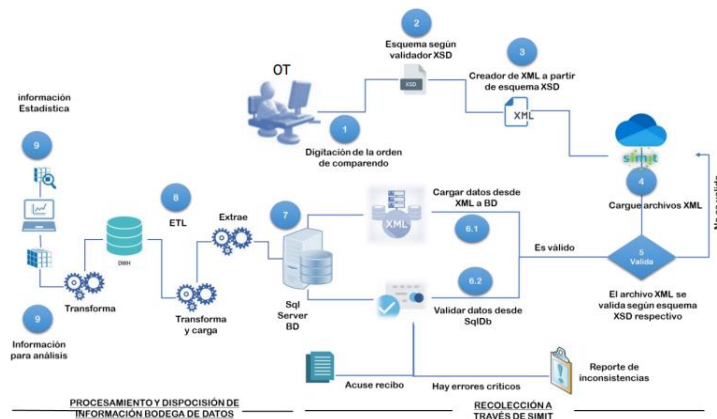 2
Esquema según
validador XSD
XSD
3
Creador de XML a partir
de esquema XSD
XML
OT
1
Digitación de la orden
de comparendo
simit
4
Cargue archivos XML
No es valido
5
Valida
El archivo XML se
valida según esquema
XSD respectivo
Es válido
información
Estadística
9
9
Información
para análisis
Transforma
DWH
8
ETL
Extrae
Transforma
y carga
7
Sql
Server
BD
XML
Cargar datos desde
XML a BD
6.1
6.2
Validar datos desde
SqlDb
Acuse recibo
Hay errores críticos
Reporte de
inconsistencias
PROCESAMIENTO Y DISPOCISIÓN DE
INFORMACIÓN BODEGA DE DATOS
RECOLECCIÓN A
TRAVÉS DE SIMIT